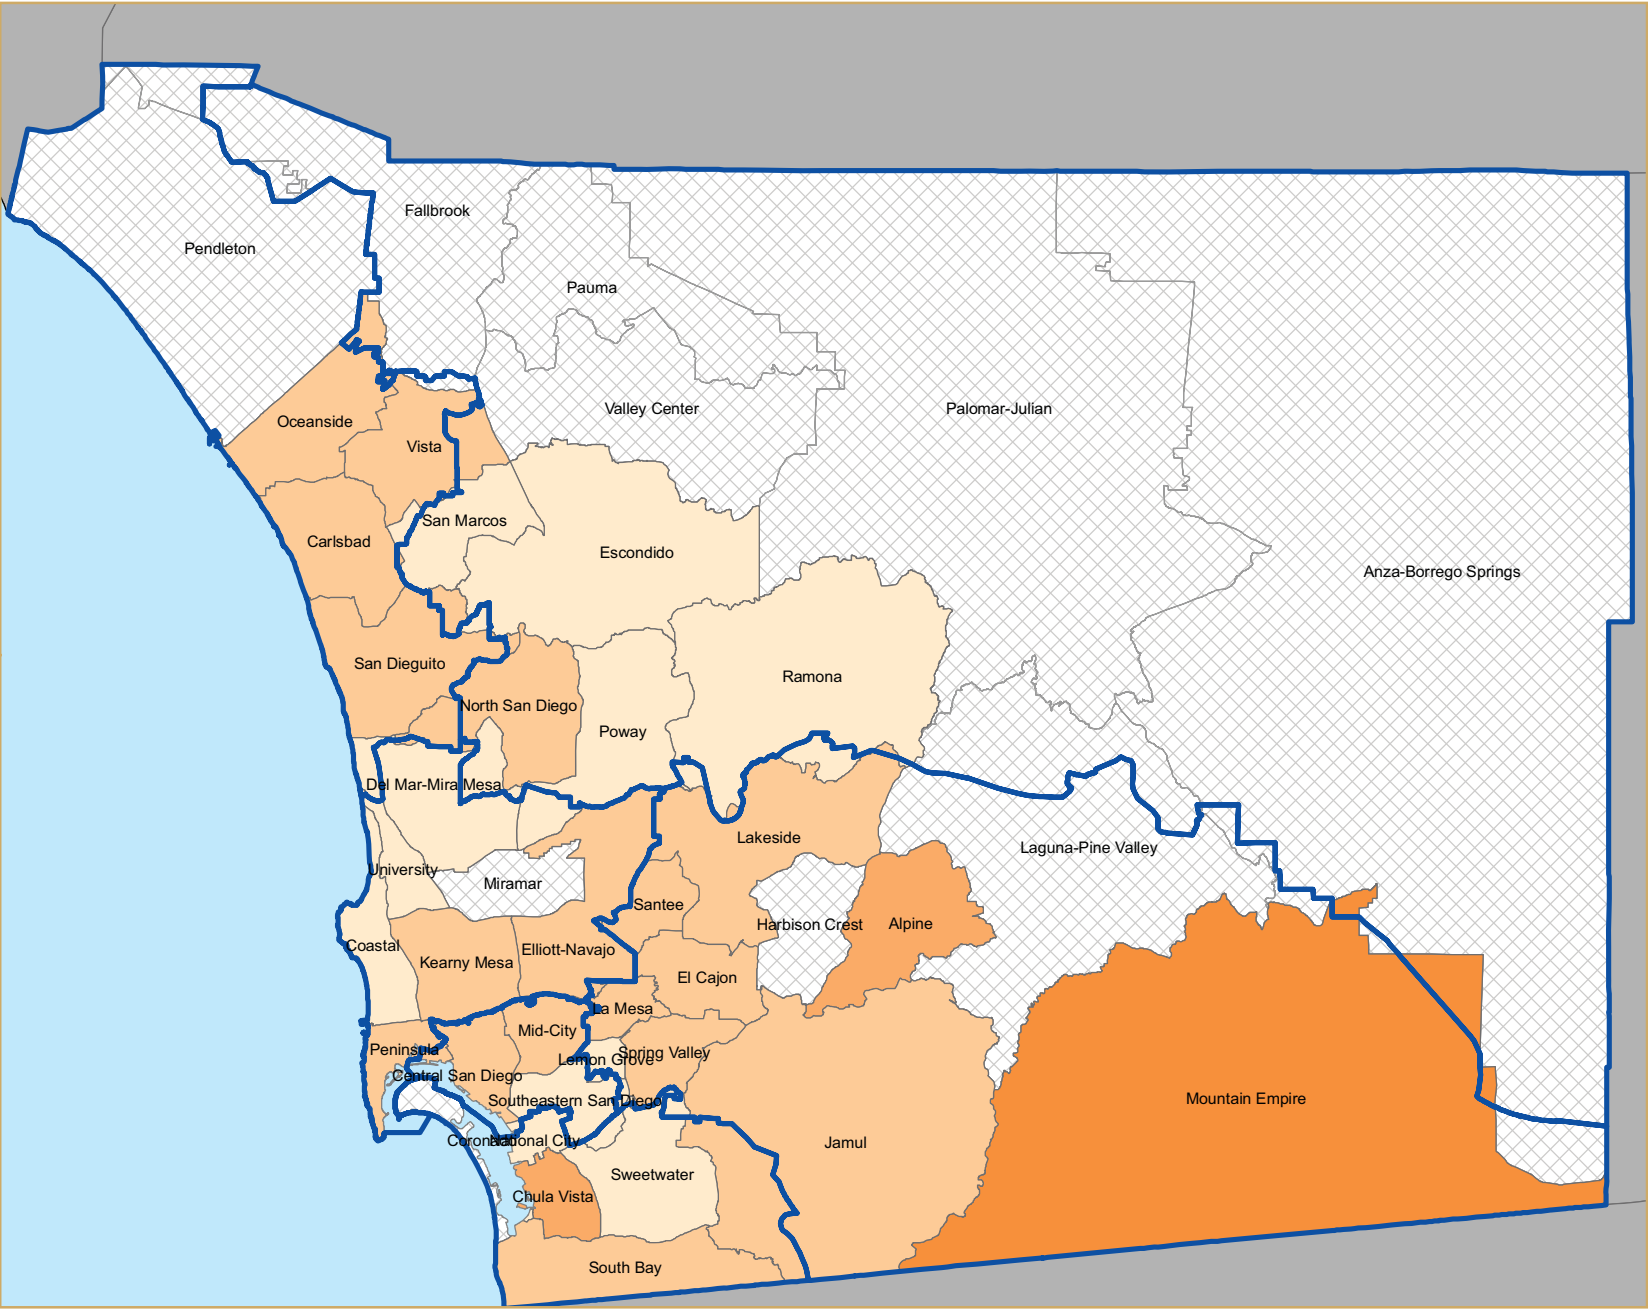 Fallbrook
Pendleton
Pauma
Valley Center
Palomar-Julian
Oceanside
Vista
San Marcos
Carlsbad
Escondido
Anza-Borrego Springs
San Dieguito
Ramona
North San Diego
Poway
Del Mar-Mira Mesa
Lakeside
Laguna-Pine Valley
University
Miramar
Santee
Harbison Crest
Alpine
Coastal
Elliott-Navajo
Kearny Mesa
El Cajon
La Mesa
Mid-City
Peninsula
Lemon Grove
Spring Valley
Central San Diego
Southeastern San Diego
Mountain Empire
Coronado
National City
Jamul
Sweetwater
Chula Vista
South Bay